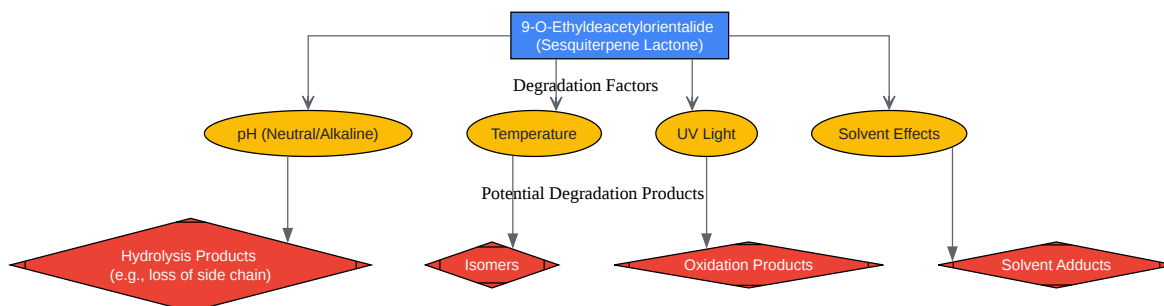 9-O-Ethyldeacetylorientalide
(Sesquiterpene Lactone)
Degradation Factors
pH (Neutral/Alkaline)
Temperature
UV Light
Solvent Effects
Potential Degradation Products
Hydrolysis Products
(e.g., loss of side chain)
Isomers
Oxidation Products
Solvent Adducts